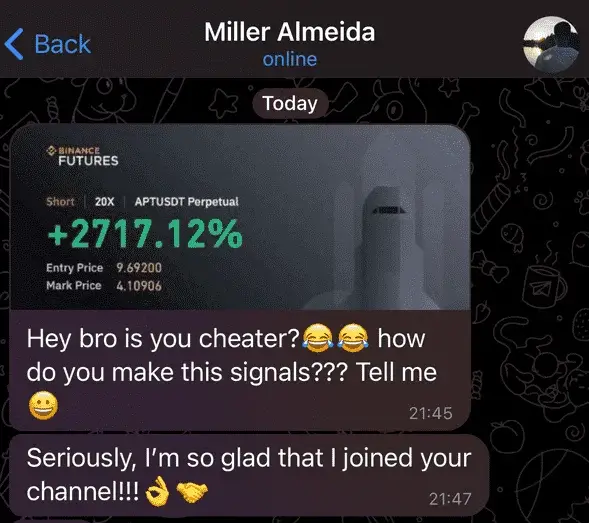 Back
Miller Almeida
online
Today
BINANCE
FUTURES
Short 20X APTUSDT Perpetual
+2717.12%
Entry Price 9.69200
Mark Price 4.10906
Hey bro is you cheater?😂😂 how
do you make this signals??? Tell me
😀
21:45
Seriously, I’m so glad that I joined your
channel!!!👌🤝
21:47